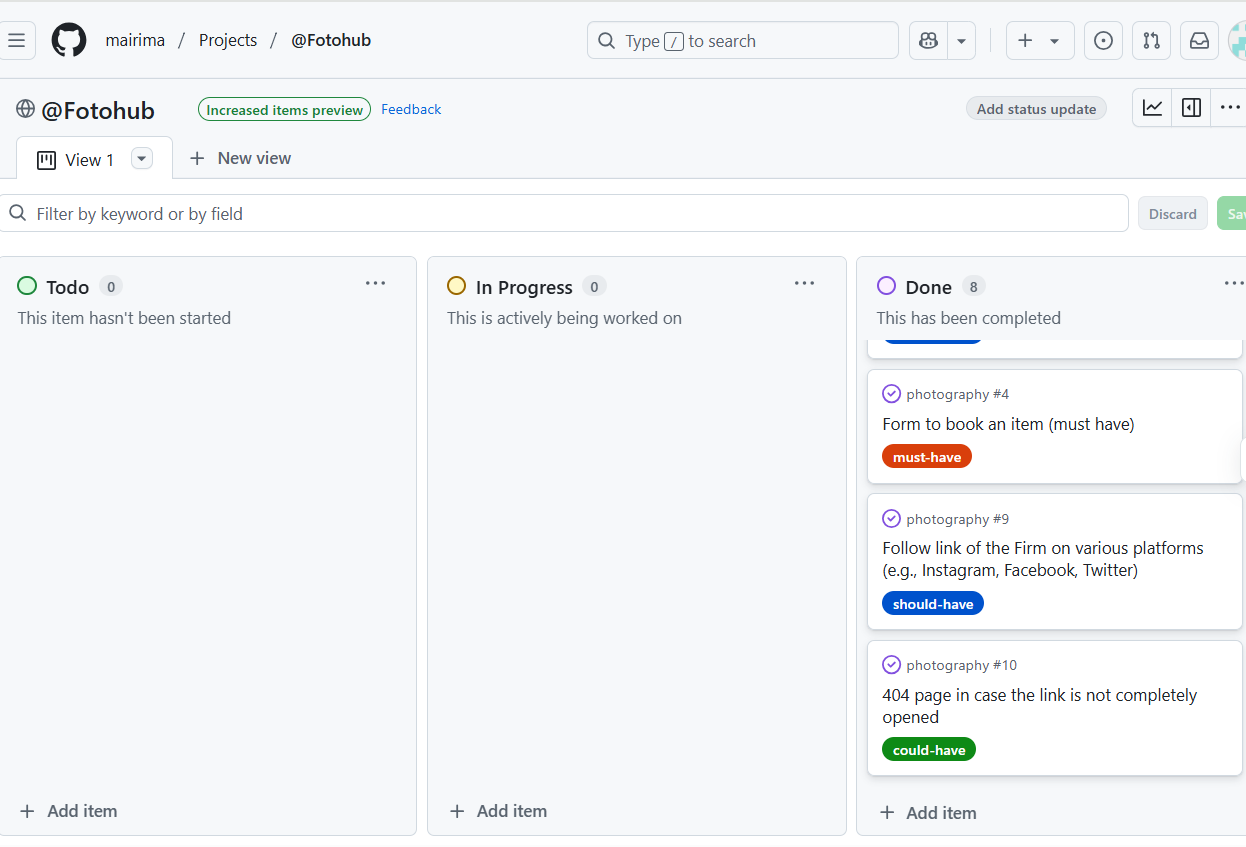 mairima / Projects / @Fotohub
Type / to search
@Fotohub
Increased items preview
Feedback
Add status update
View 1
New view
Filter by keyword or by field
Discard
Todo 0
This item hasn't been started
Add item
In Progress 0
This is actively being worked on
Add item
Done 8
This has been completed
photography #4
Form to book an item (must have)
must-have
photography #9
Follow link of the Firm on various platforms
(e.g., Instagram, Facebook, Twitter)
should-have
photography #10
404 page in case the link is not completely
opened
could-have
Add item